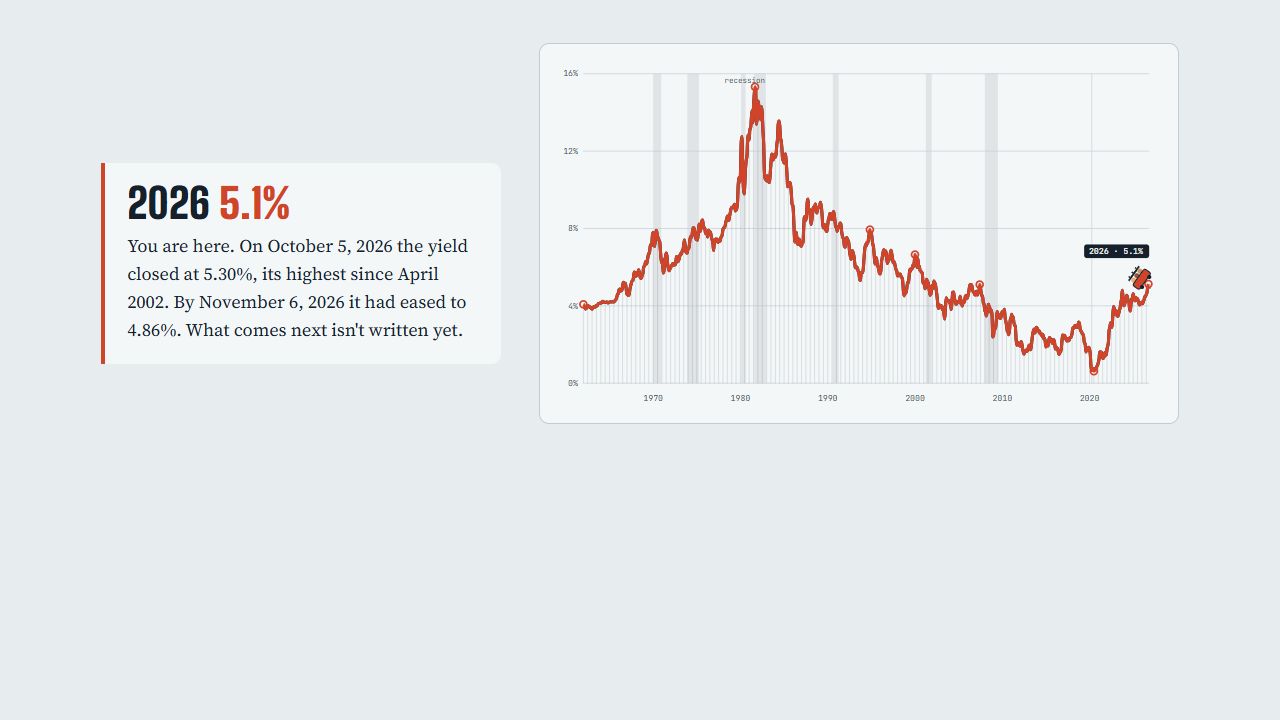 2026 5.1%
You are here. On October 5, 2026 the yield
closed at 5.30%, its highest since April
2002. By November 6, 2026 it had eased to
4.86%. What comes next isn't written yet.
16%
recession
12%
8%
2026 · 5.1%
4%
0%
1970 1980 1990 2000 2010 2020